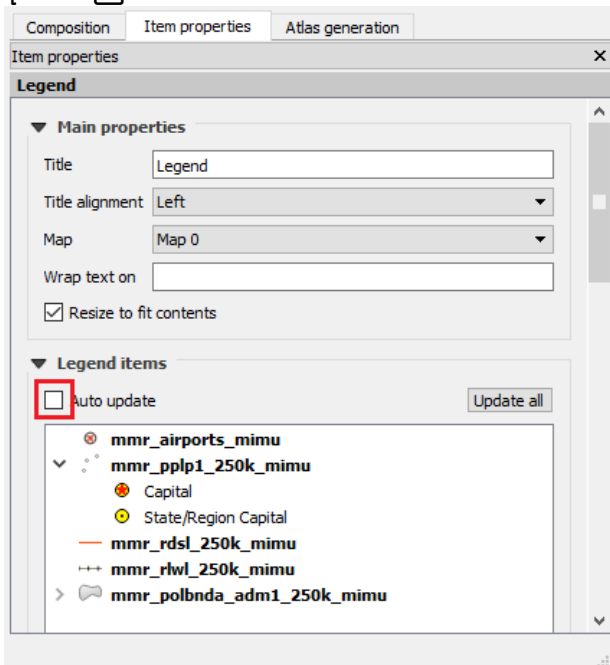 Composition Item properties Atlas generation
Item properties
Legend
Main properties
Title Legend
Title alignment Left
Map Map 0
Wrap text on
Resize to fit contents
Legend items
Auto update Update all
mmr_airports_mimu
mmr_pplp1_250k_mimu
Capital
State/Region Capital
mmr_rdsl_250k_mimu
mmr_rlwl_250k_mimu
mmr_polbnda_adm1_250k_mimu